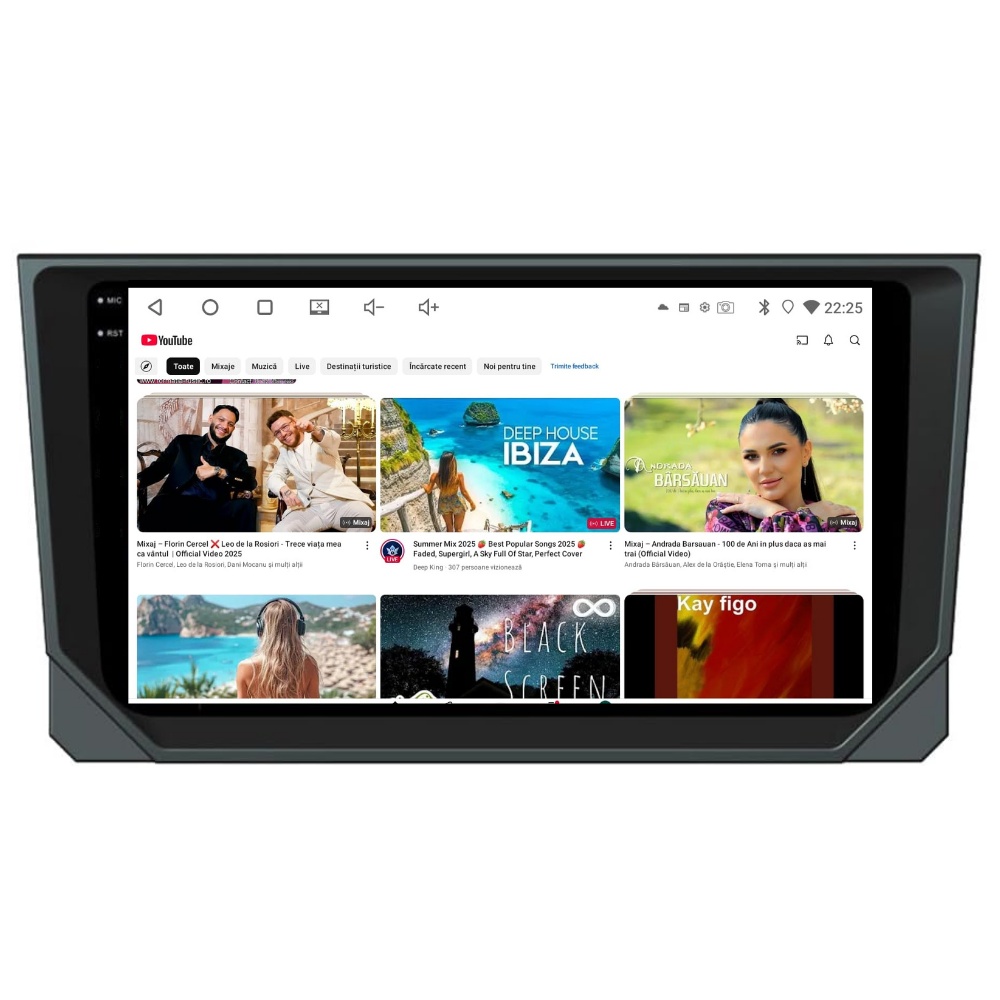 MIC
22:25
RST
YouTube
Toate
Mixaje
Muzică
Live
Destinații turistice
Încărcate recent
Noi pentru tine
Trimite feedback
DEEP HOUSE
IBIZA
ANDRADA
BÂRSĂUAN
Mixaj
LIVE
Mixaj
Mixaj – Florin Cercel ❌ Leo de la Rosiori - Trece viața mea
ca vântul | Official Video 2025
Florin Cercel, Leo de la Rosiori, Dani Mocanu și mulți alții
LIVE
Summer Mix 2025 🍓 Best Popular Songs 2025 🍓
Faded, Supergirl, A Sky Full Of Star, Perfect Cover
Deep King · 307 persoane vizionează
Mixaj – Andrada Barsauan - 100 de Ani in plus daca as mai
trai (Official Video)
Andrada Bârsăuan, Alex de la Orăștie, Elena Toma și mulți alții
BLACK
SCREEN
Kay figo